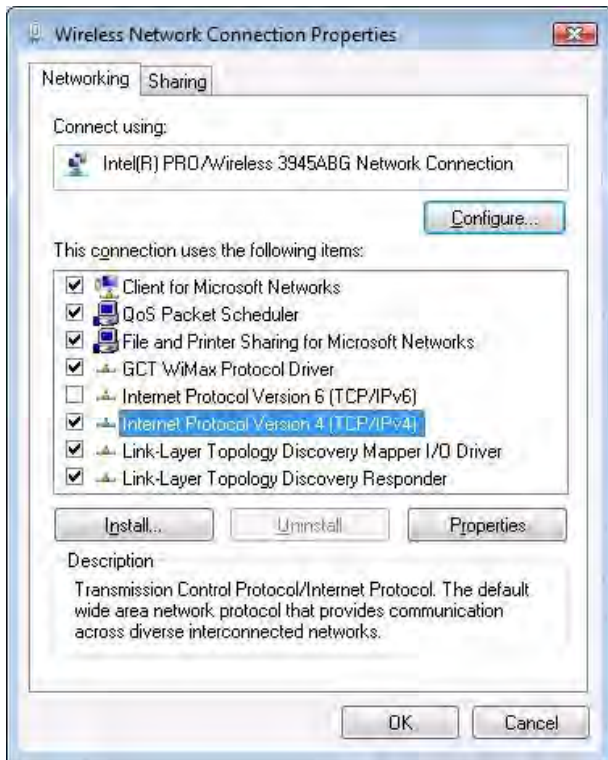 Wireless Network Connection Properties
Networking Sharing
Connect using:
Intel(R) PRO/Wireless 3945ABG Network Connection
Configure...
This connection uses the following items:
Client for Microsoft Networks
QoS Packet Scheduler
File and Printer Sharing for Microsoft Networks
GCT WiMax Protocol Driver
Internet Protocol Version 6 (TCP/IPv6)
Internet Protocol Version 4 (TCP/IPv4)
Link-Layer Topology Discovery Mapper I/O Driver
Link-Layer Topology Discovery Responder
Install... Uninstall Properties
Description
Transmission Control Protocol/Internet Protocol. The default
wide area network protocol that provides communication
across diverse interconnected networks.
OK Cancel